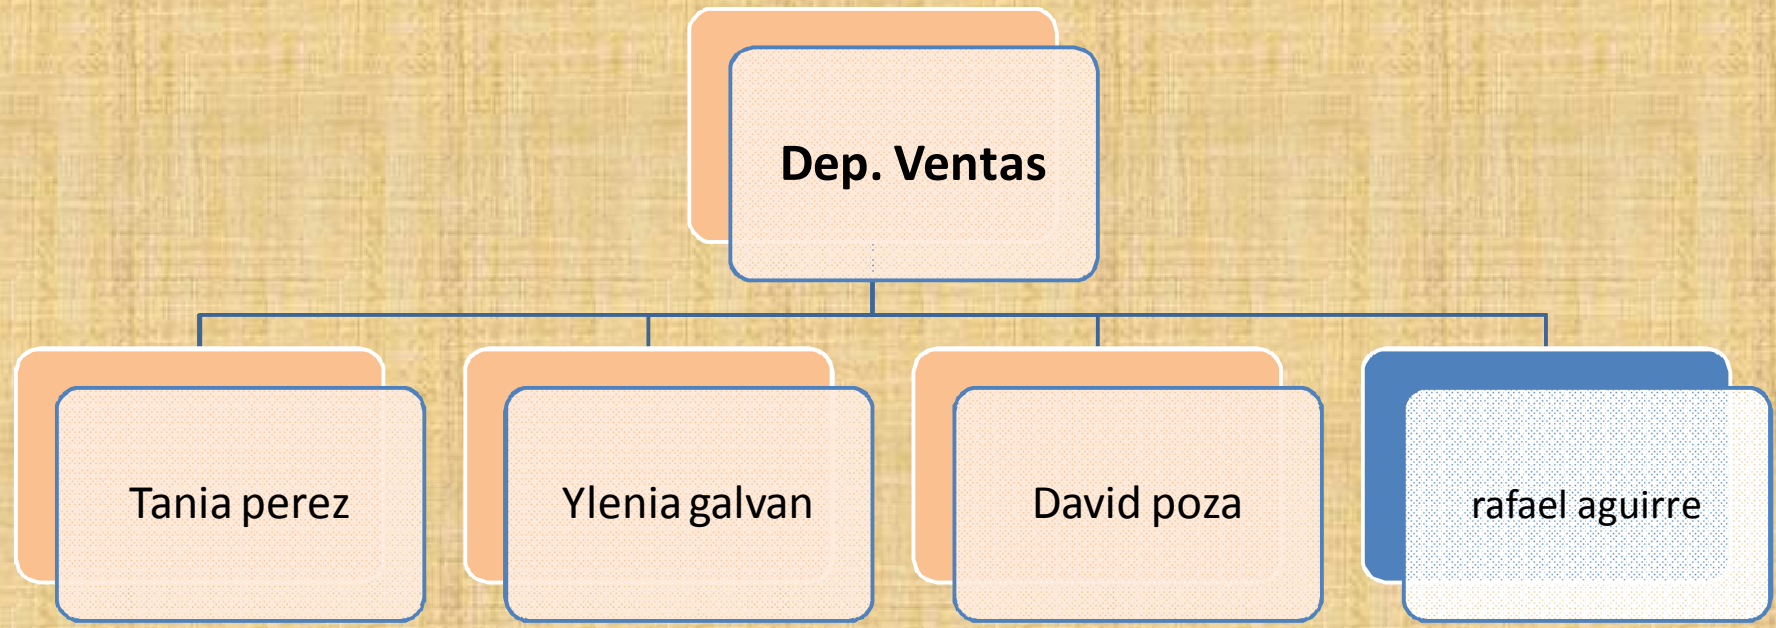 Dep. Ventas
Tania perez
Ylenia galvan
David poza
rafael aguirre